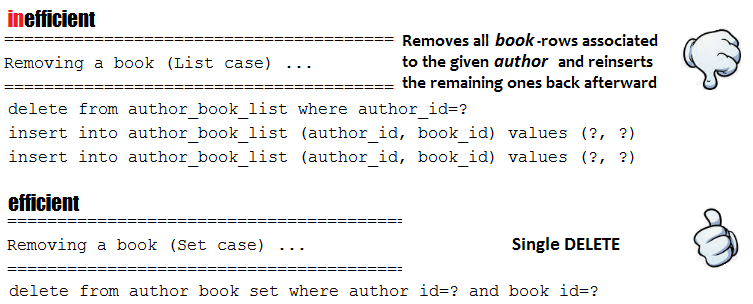 inefficient
=======================================
Removing a book (List case) ...
=======================================
Removes all book-rows associated
to the given author and reinserts
the remaining ones back afterward
delete from author_book_list where author_id=?
insert into author_book_list (author_id, book_id) values (?, ?)
insert into author_book_list (author_id, book_id) values (?, ?)
efficient
========================================
Removing a book (Set case) ...
========================================
Single DELETE
delete from author_book_set where author_id=? and book_id=?